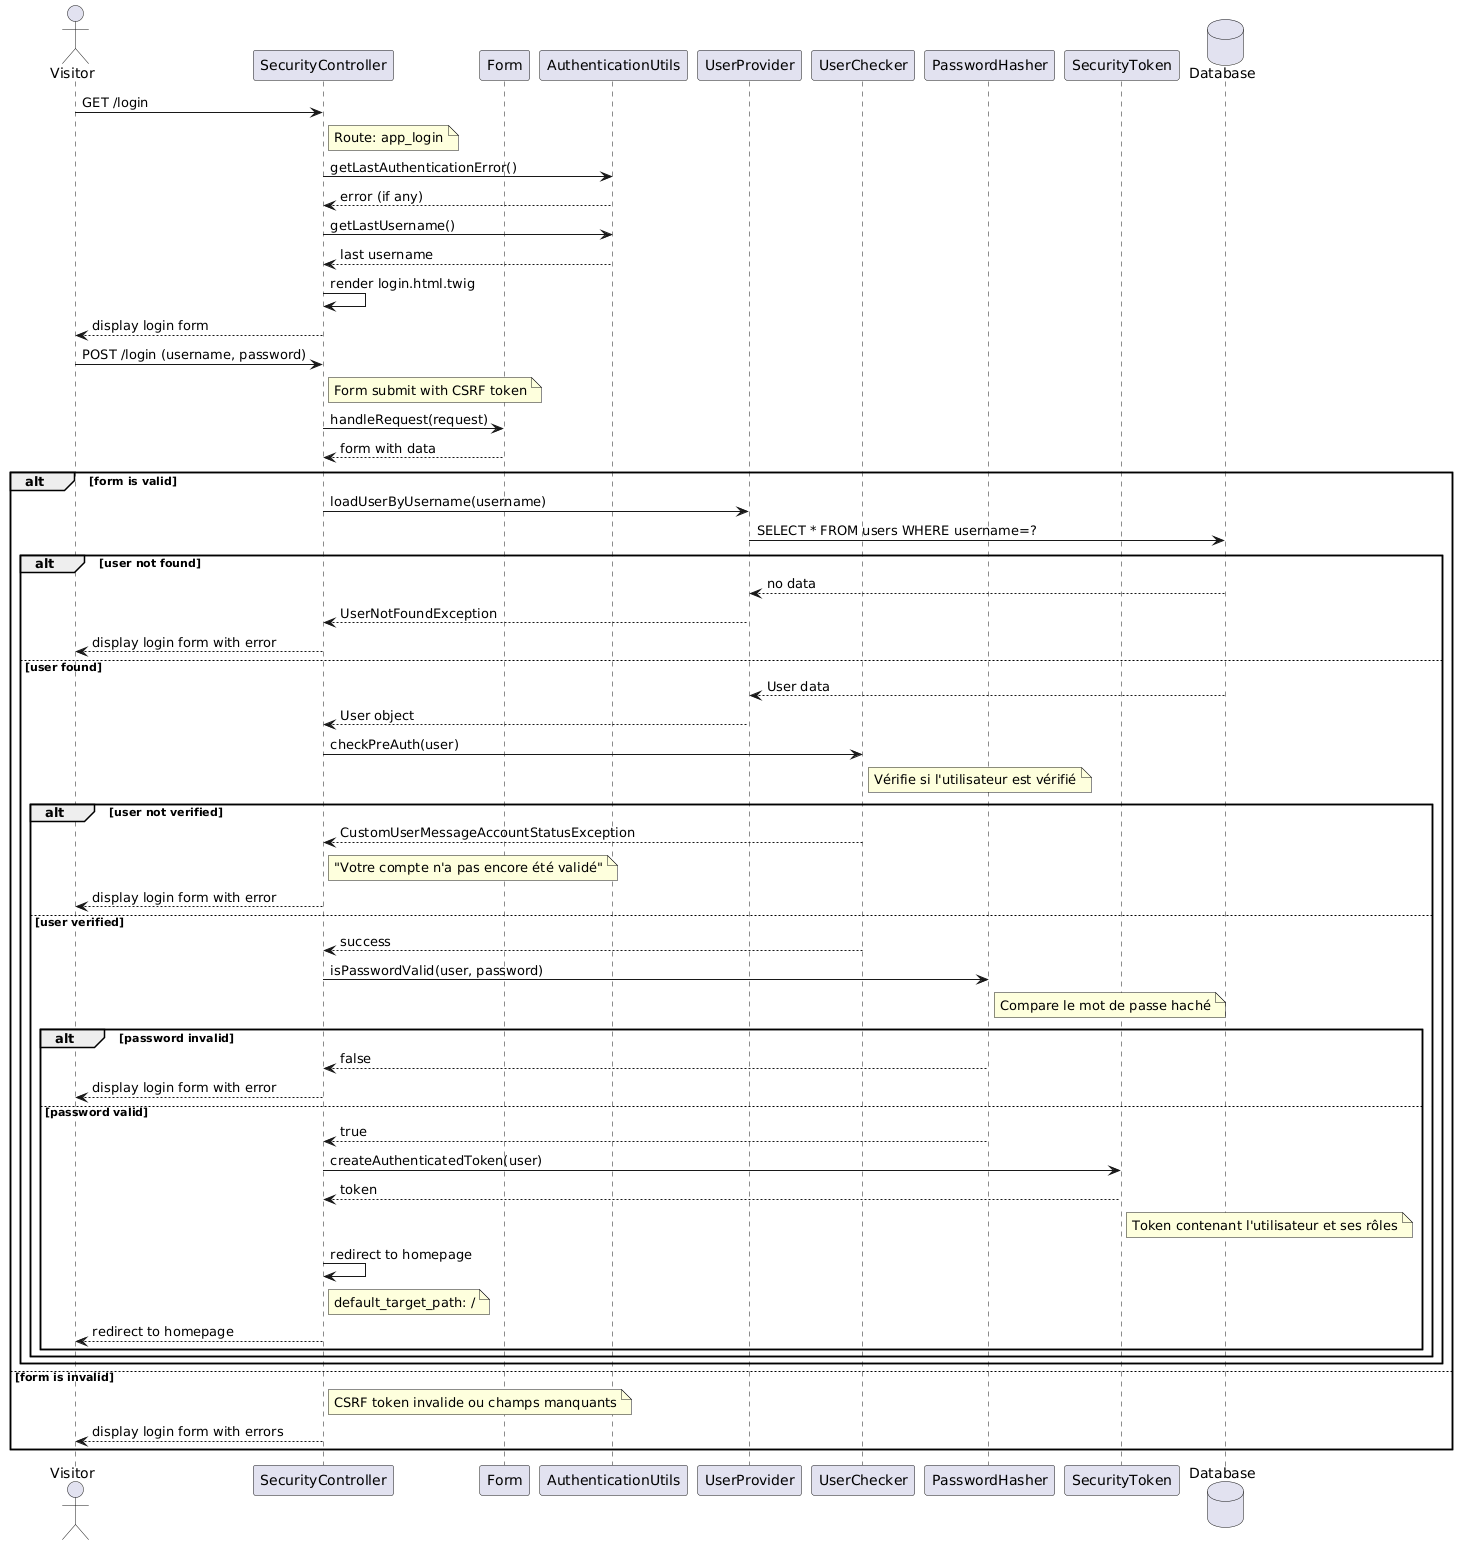 Visitor
SecurityController
Form
AuthenticationUtils
UserProvider
UserChecker
PasswordHasher
SecurityToken
Database
GET /login
Route: app_login
getLastAuthenticationError()
error (if any)
getLastUsername()
last username
render login.html.twig
display login form
POST /login (username, password)
Form submit with CSRF token
handleRequest(request)
form with data
alt [form is valid]
loadUserByUsername(username)
SELECT * FROM users WHERE username=?
alt [user not found]
no data
UserNotFoundException
display login form with error
[user found]
User data
User object
checkPreAuth(user)
Vérifie si l'utilisateur est vérifié
alt [user not verified]
CustomUserMessageAccountStatusException
"Votre compte n'a pas encore été validé"
display login form with error
[user verified]
success
isPasswordValid(user, password)
Compare le mot de passe haché
alt [password invalid]
false
display login form with error
[password valid]
true
createAuthenticatedToken(user)
token
Token contenant l'utilisateur et ses rôles
redirect to homepage
default_target_path: /
redirect to homepage
[form is invalid]
CSRF token invalide ou champs manquants
display login form with errors
Visitor
SecurityController
Form
AuthenticationUtils
UserProvider
UserChecker
PasswordHasher
SecurityToken
Database